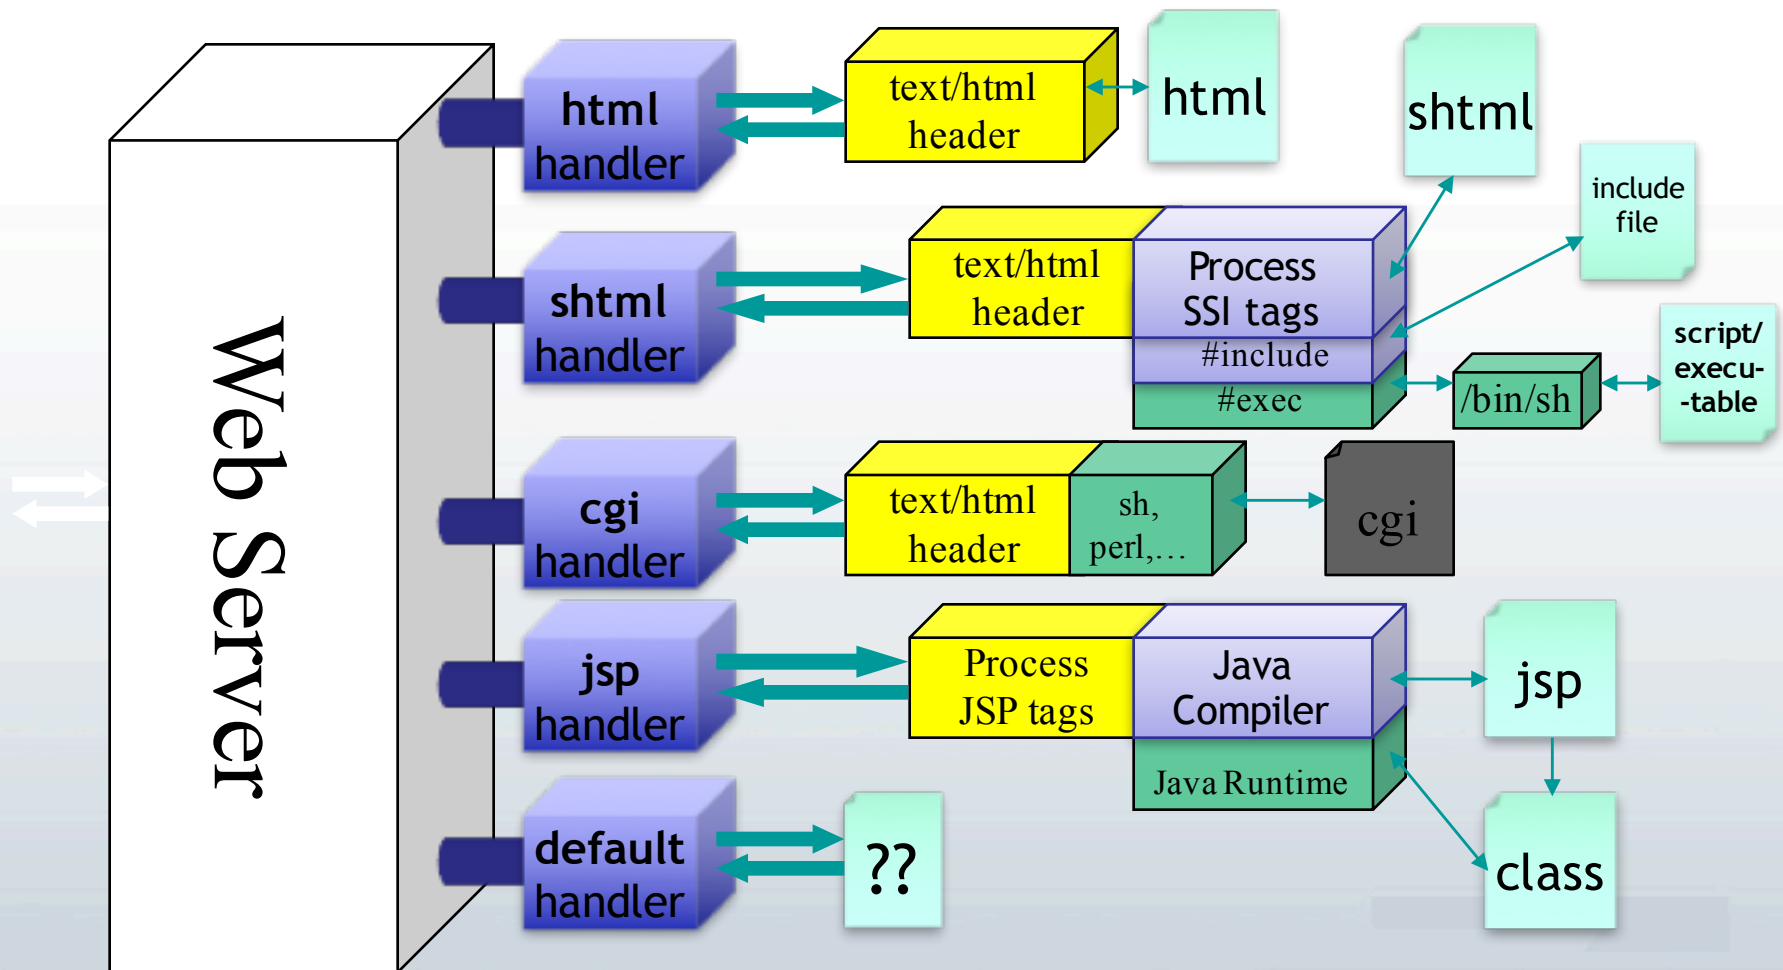 Web Server
html
handler
text/html
header
html
shtml
handler
text/html
header
Process
SSI tags
#include
#exec
shtml
include
file
/bin/sh
script/
execu-
-table
cgi
handler
text/html
header
sh,
perl,...
cgi
jsp
handler
Process
JSP tags
Java
Compiler
Java Runtime
jsp
class
default
handler
??